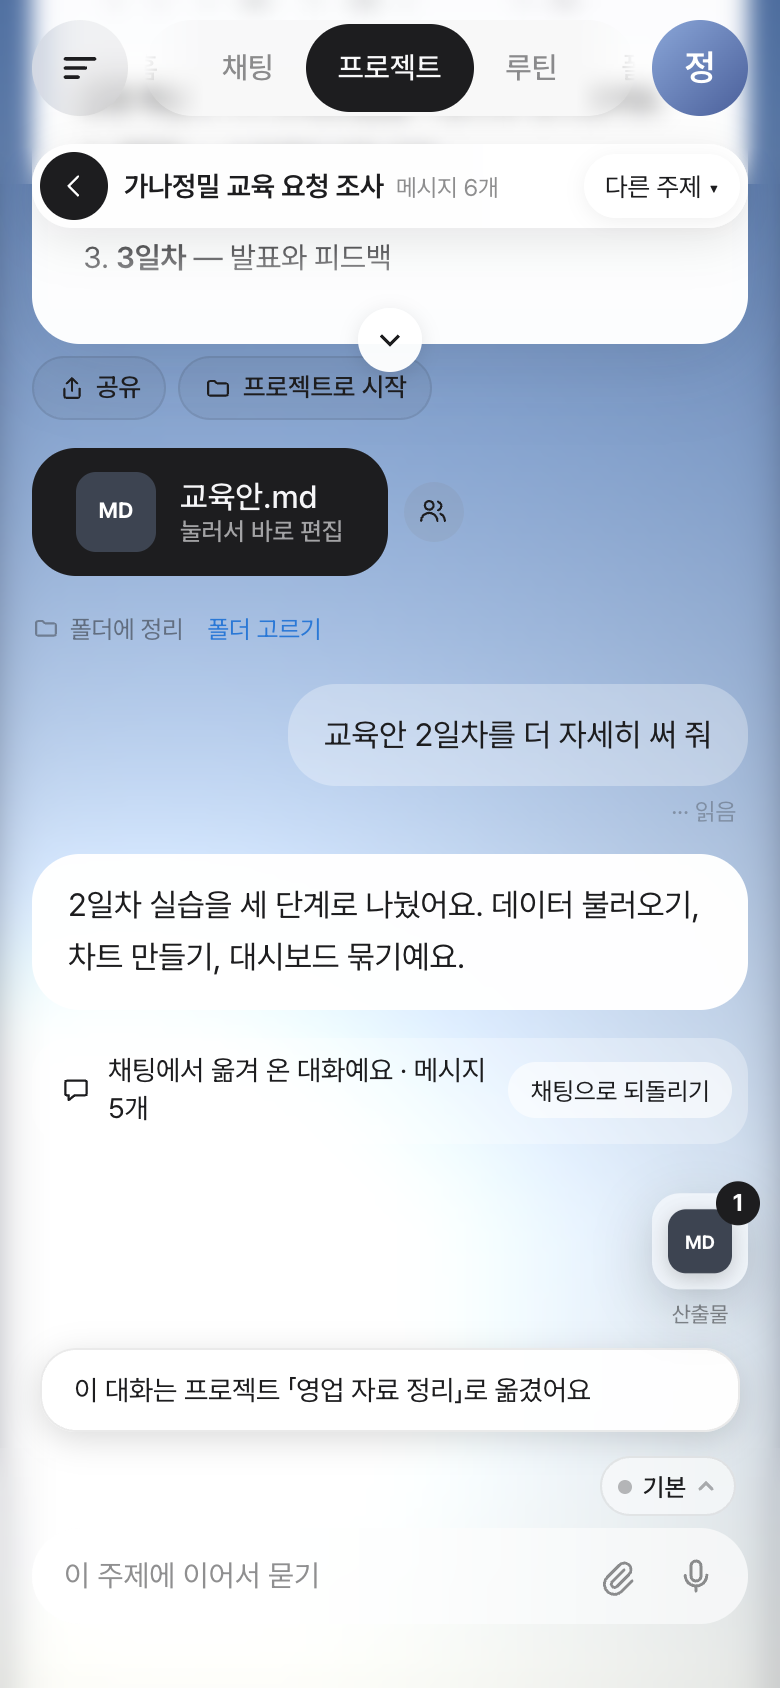 채팅
프로젝트
루틴
정
가나정밀 교육 요청 조사 메시지 6개
다른 주제 ▾
3. 3일차 — 발표와 피드백
공유
프로젝트로 시작
MD
교육안.md
눌러서 바로 편집
폴더에 정리 폴더 고르기
교육안 2일차를 더 자세히 써 줘
··· 읽음
2일차 실습을 세 단계로 나눴어요. 데이터 불러오기,
차트 만들기, 대시보드 묶기예요.
채팅에서 옮겨 온 대화예요 · 메시지
5개
채팅으로 되돌리기
1
MD
산출물
이 대화는 프로젝트 「영업 자료 정리」로 옮겼어요
기본
이 주제에 이어서 묻기